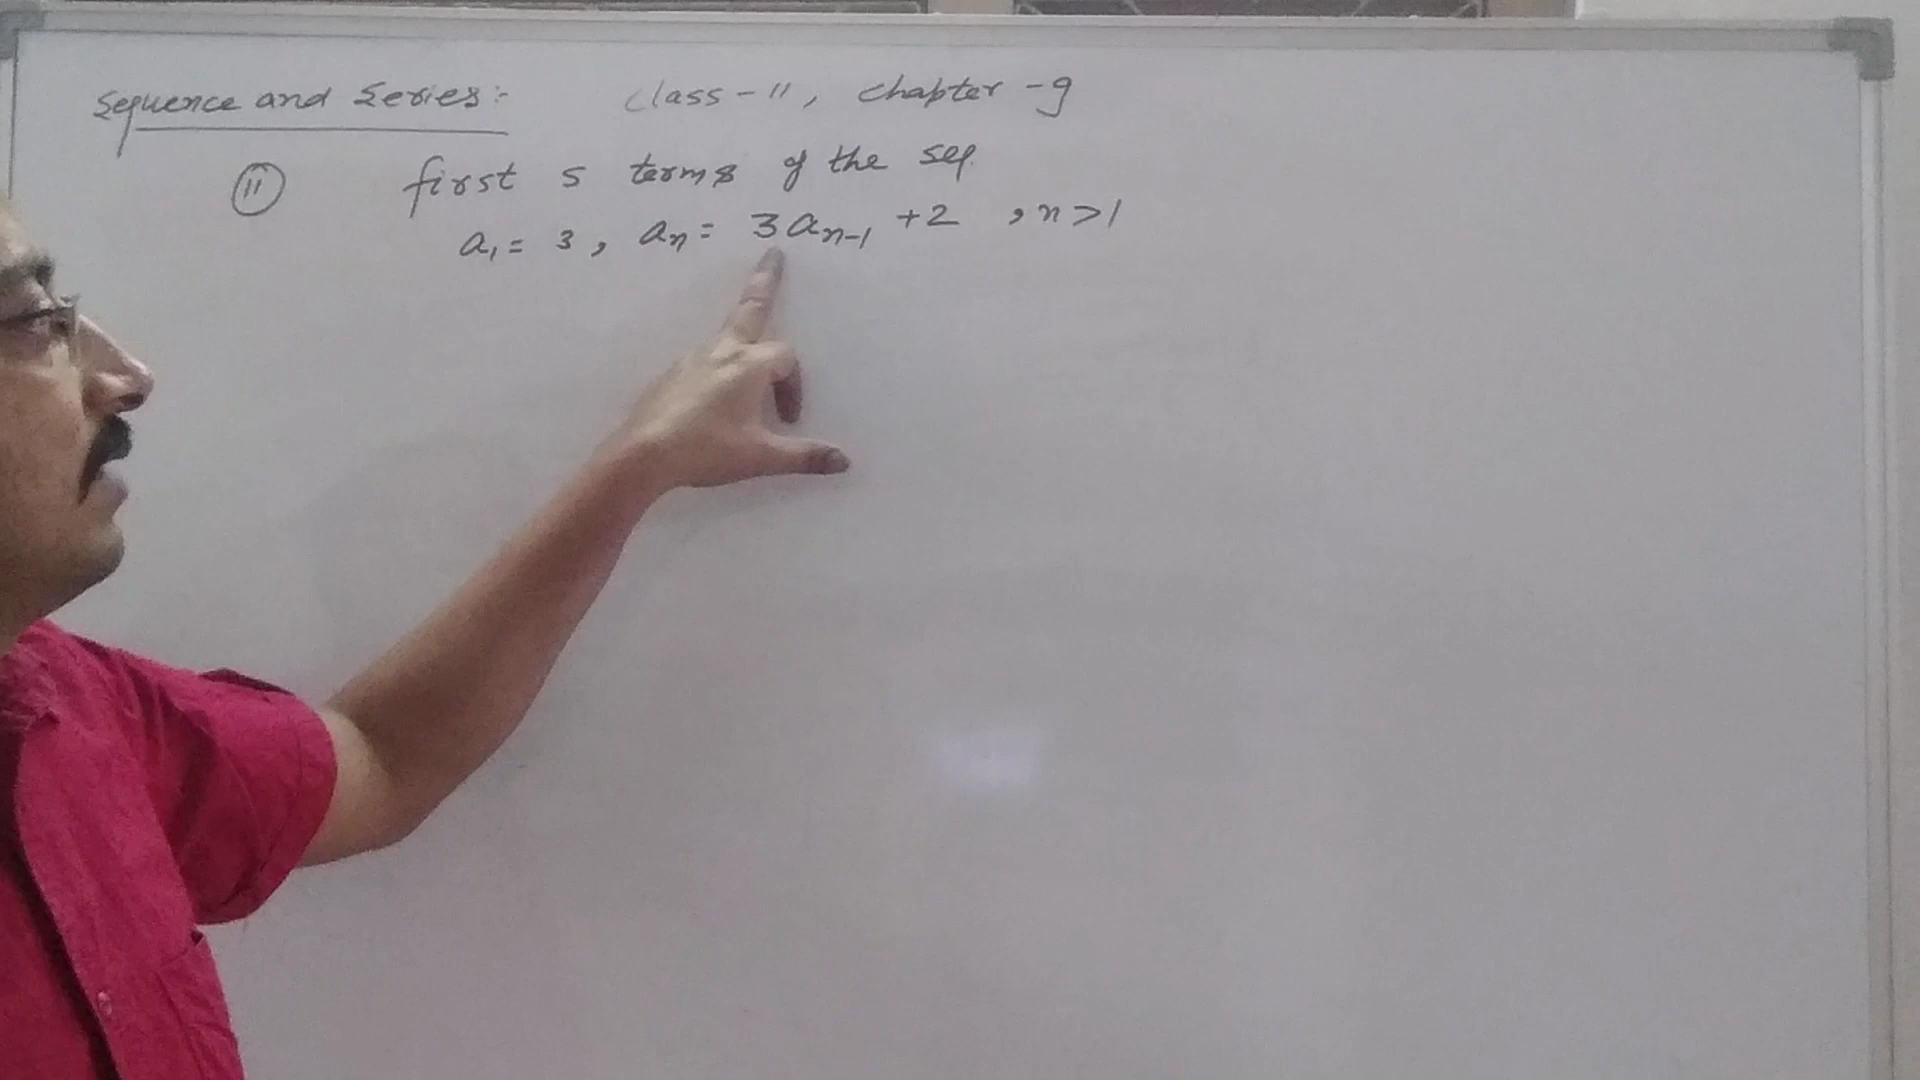 Sequence and Series:- Class-11, Chapter-9
(11) first 5 terms of the seq.
a₁ = 3, aₙ = 3aₙ₋₁ +2 , n>1